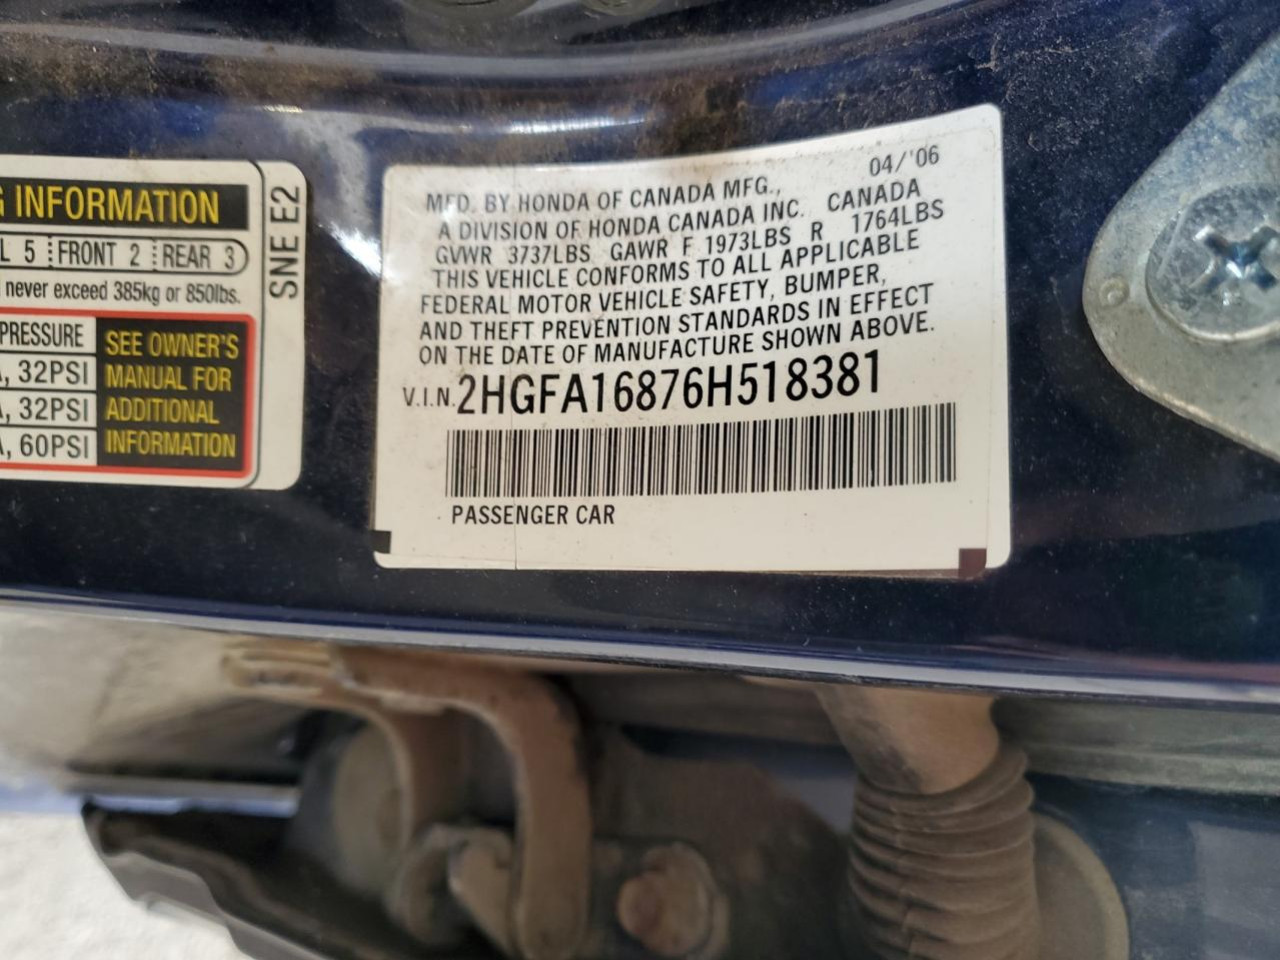 G INFORMATION
L 5 FRONT 2 REAR 3
never exceed 385kg or 850lbs.
PRESSURE
, 32PSI
, 32PSI
, 60PSI
SEE OWNER'S
MANUAL FOR
ADDITIONAL
INFORMATION
SNE E2
04/'06
MFD. BY HONDA OF CANADA MFG.,
A DIVISION OF HONDA CANADA INC. CANADA
GVWR 3737LBS GAWR F 1973LBS R 1764LBS
THIS VEHICLE CONFORMS TO ALL APPLICABLE
FEDERAL MOTOR VEHICLE SAFETY, BUMPER,
AND THEFT PREVENTION STANDARDS IN EFFECT
ON THE DATE OF MANUFACTURE SHOWN ABOVE.
V.I.N. 2HGFA16876H518381
PASSENGER CAR